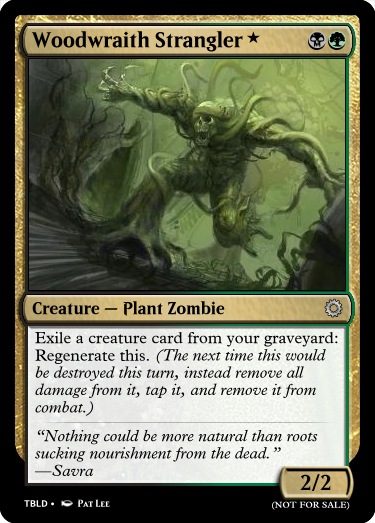 Woodwraith Strangler ★
Creature — Plant Zombie
Exile a creature card from your graveyard:
Regenerate this. (The next time this would
be destroyed this turn, instead remove all
damage from it, tap it, and remove it from
combat.)
“Nothing could be more natural than roots
sucking nourishment from the dead.”
—Savra
2/2
TBLD • Pat Lee
(NOT FOR SALE)